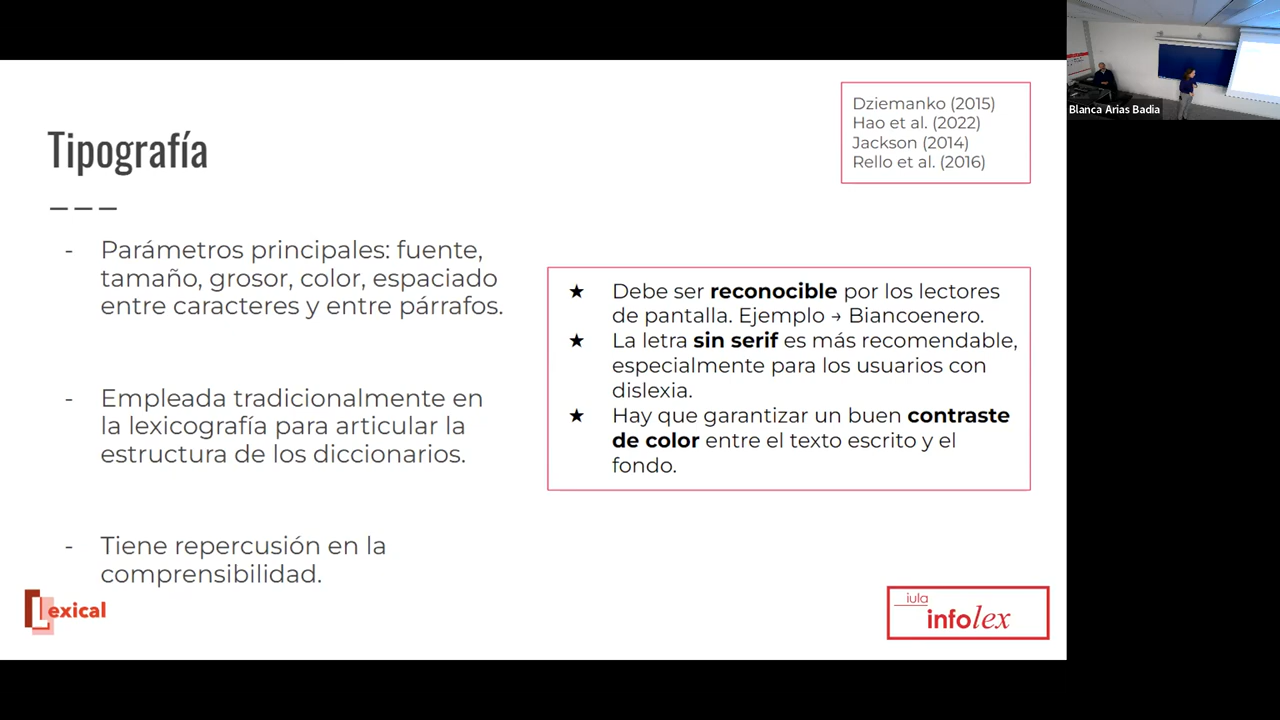 Tipografía
Dziemanko (2015)
Hao et al. (2022)
Jackson (2014)
Rello et al. (2016)
- Parámetros principales: fuente,
tamaño, grosor, color, espaciado
entre caracteres y entre párrafos.
- Empleada tradicionalmente en
la lexicografía para articular la
estructura de los diccionarios.
- Tiene repercusión en la
comprensibilidad.
★ Debe ser reconocible por los lectores
de pantalla. Ejemplo → Biancoenero.
★ La letra sin serif es más recomendable,
especialmente para los usuarios con
dislexia.
★ Hay que garantizar un buen contraste
de color entre el texto escrito y el
fondo.
Lexical
iula
infolex
Blanca Arias Badia